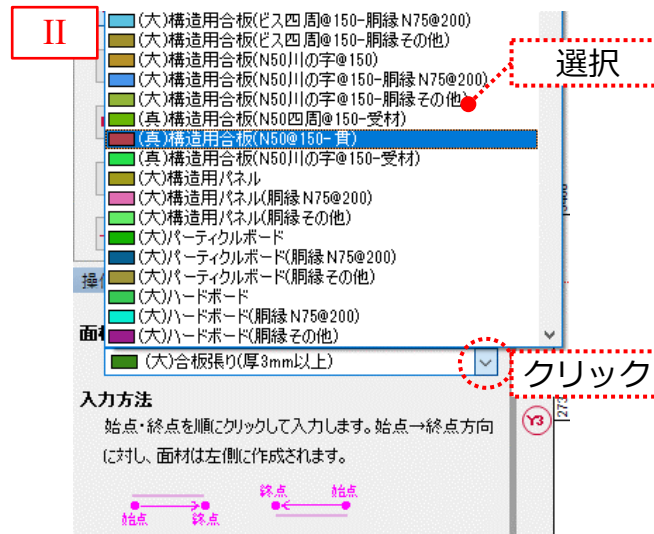 II
(大)構造用合板(ビス四周@150-胴縁N75@200)
(大)構造用合板(ビス四周@150-胴縁その他)
(大)構造用合板(N50川の字@150)
(大)構造用合板(N50川の字@150-胴縁N75@200)
(大)構造用合板(N50川の字@150-胴縁その他)
(真)構造用合板(N50四周@150-受材)
(真)構造用合板(N50@150-貫)
(真)構造用合板(N50川の字@150-受材)
(大)構造用パネル
(大)構造用パネル(胴縁N75@200)
(大)構造用パネル(胴縁その他)
(大)パーティクルボード
(大)パーティクルボード(胴縁N75@200)
(大)パーティクルボード(胴縁その他)
(大)ハードボード
(大)ハードボード(胴縁N75@200)
(大)ハードボード(胴縁その他)
選択
操
面
(大)合板張り(厚3mm以上)
クリック
入力方法
始点・終点を順にクリックして入力します。始点→終点方向
に対し、面材は左側に作成されます。
始点 終点
終点 始点
Y3
273